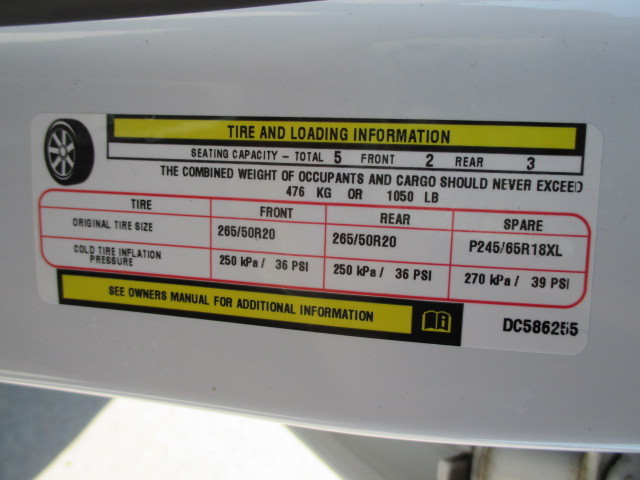 TIRE AND LOADING INFORMATION
SEATING CAPACITY – TOTAL 5 FRONT 2 REAR 3
THE COMBINED WEIGHT OF OCCUPANTS AND CARGO SHOULD NEVER EXCEED
476 KG OR 1050 LB
TIRE FRONT REAR SPARE
ORIGINAL TIRE SIZE 265/50R20 265/50R20 P245/65R18XL
COLD TIRE INFLATION
PRESSURE 250 kPa / 36 PSI 250 kPa / 36 PSI 270 kPa / 39 PSI
SEE OWNERS MANUAL FOR ADDITIONAL INFORMATION
DC586255